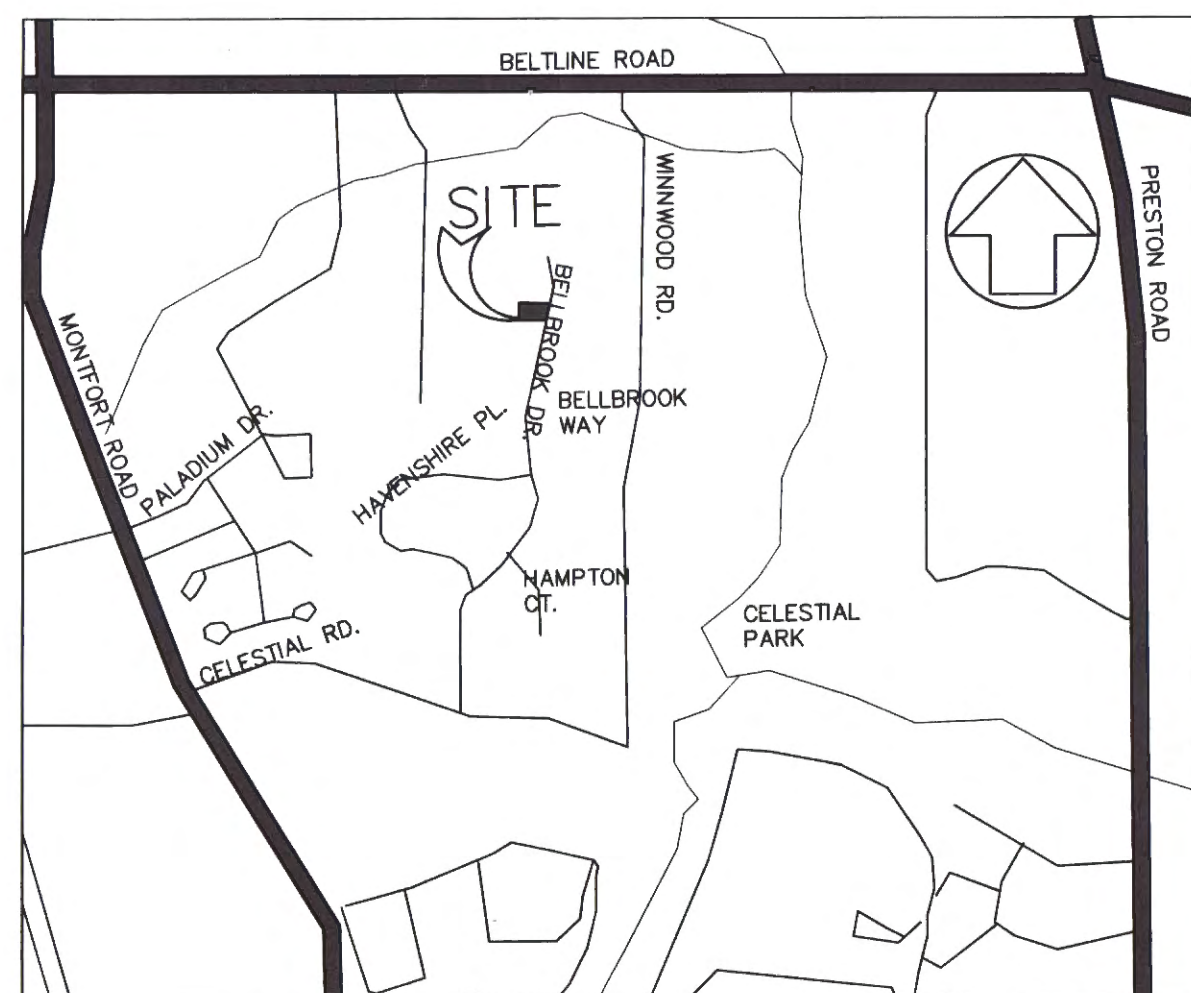 BELTLINE ROAD
WINNWOOD RD.
PRESTON ROAD
SITE
BELLBROOK DR.
MONTFORT ROAD
BELLBROOK
WAY
PALADIUM DR.
HAVENSHIRE PL.
HAMPTON
CT.
CELESTIAL
PARK
CELESTIAL RD.